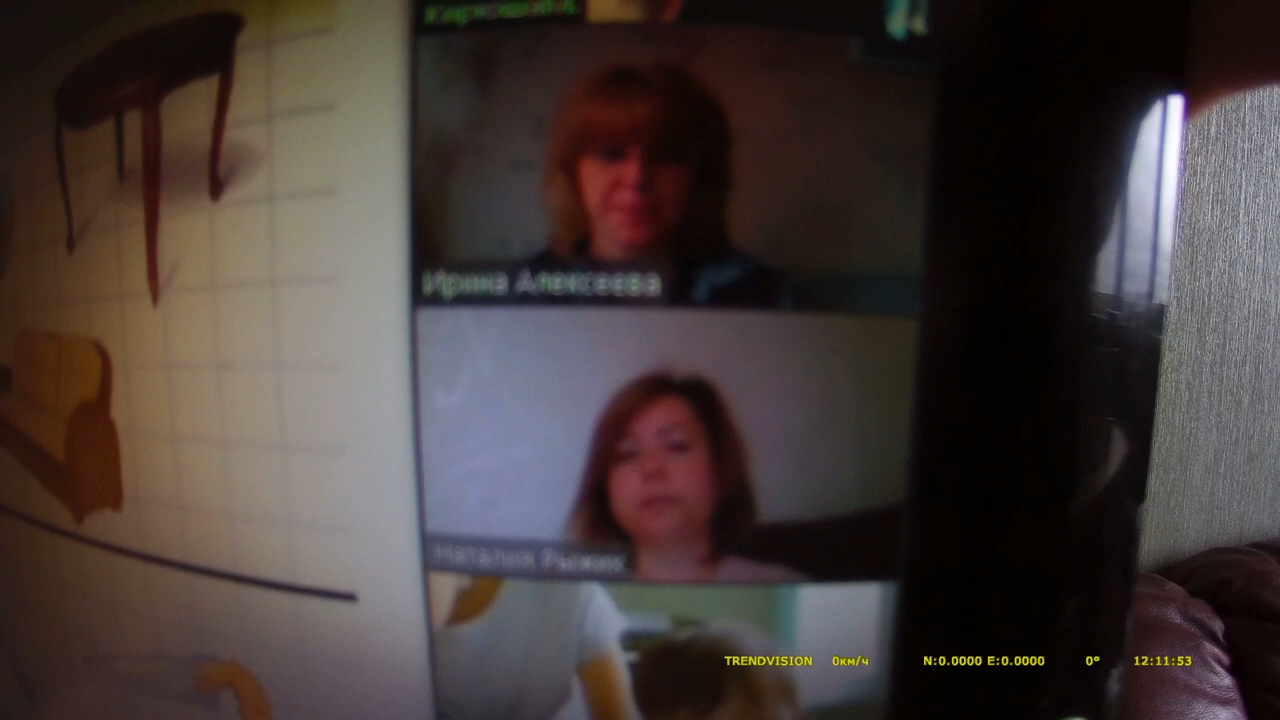 Ирина Алексеева
Наталия Рыжих
TRENDVISION 0км/ч N:0.0000 E:0.0000 0° 12:11:53